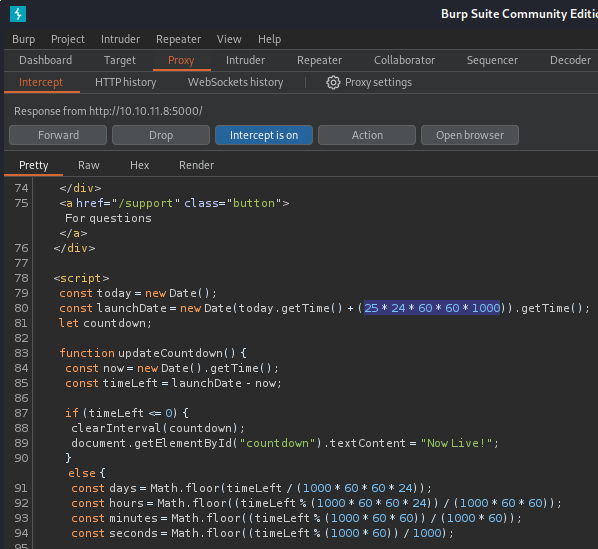 Burp Suite Community Editio
Burp Project Intruder Repeater View Help
Dashboard Target Proxy Intruder Repeater Collaborator Sequencer Decoder
Intercept HTTP history WebSockets history Proxy settings
Response from http://10.10.11.8:5000/
Forward Drop Intercept is on Action Open browser
Pretty Raw Hex Render
74 </div>
75 <a href="/support" class="button">
For questions
</a>
76 </div>
77
78 <script>
79 const today = new Date();
80 const launchDate = new Date(today.getTime() + (25 * 24 * 60 * 60 * 1000)).getTime();
81 let countdown;
82
83 function updateCountdown() {
84 const now = new Date().getTime();
85 const timeLeft = launchDate - now;
86
87 if (timeLeft <= 0) {
88 clearInterval(countdown);
89 document.getElementById("countdown").textContent = "Now Live!";
90 }
else {
91 const days = Math.floor(timeLeft / (1000 * 60 * 60 * 24));
92 const hours = Math.floor((timeLeft % (1000 * 60 * 60 * 24)) / (1000 * 60 * 60));
93 const minutes = Math.floor((timeLeft % (1000 * 60 * 60)) / (1000 * 60));
94 const seconds = Math.floor((timeLeft % (1000 * 60)) / 1000);
95